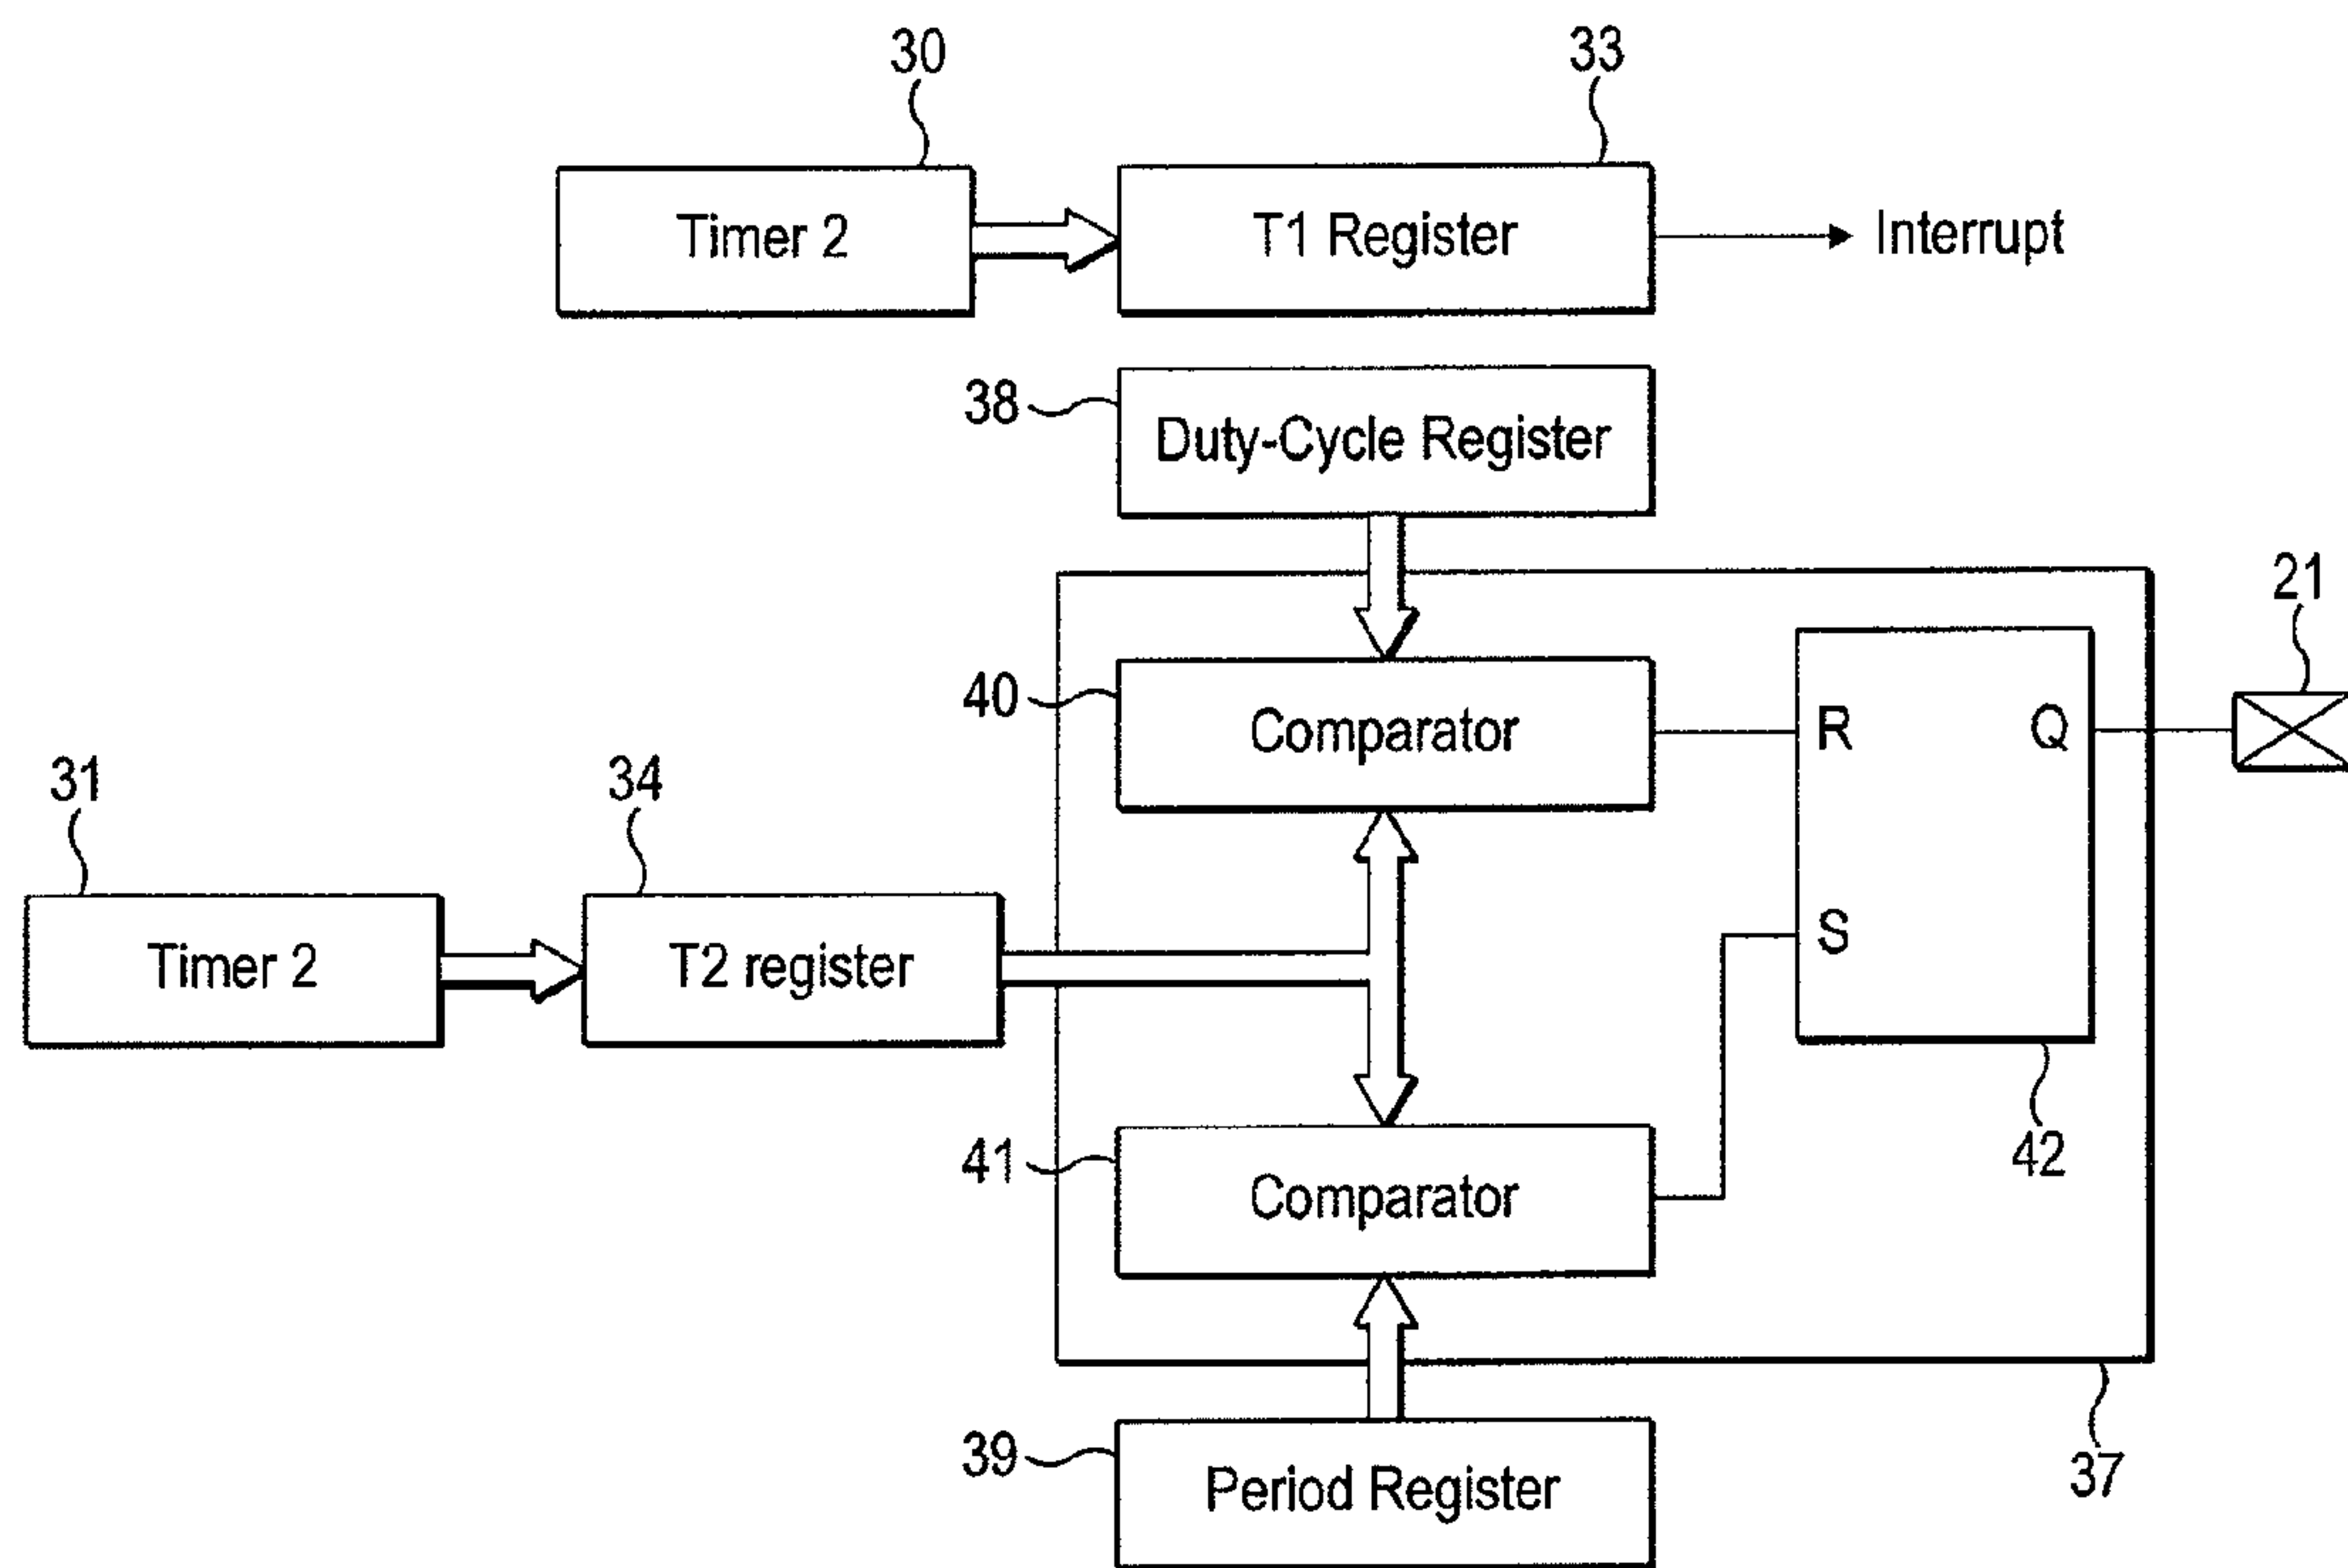 30
33
Timer 2
T1 Register
Interrupt
38
Duty-Cycle Register
21
40
Comparator
R
Q
31
34
Timer 2
T2 register
S
41
Comparator
42
39
Period Register
37